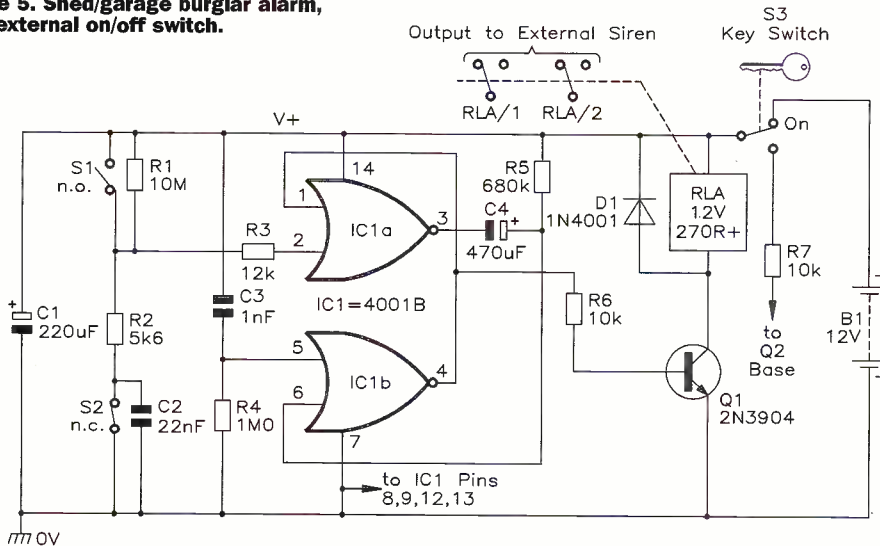 e 5. Shed/garage burglar alarm,
external on/off switch.
Output to External Siren
S3
Key Switch
RLA/1
RLA/2
On
V+
S1
n.o.
R1
10M
14
1
2
3
IC1a
R3
12k
C4
+
470uF
R5
680k
D1
1N4001
RLA
12V
270R+
R7
10k
to
Q2
Base
B1
12V
+
-
+
C1
220uF
R2
5k6
C3
1nF
IC1=4001B
R6
10k
5
6
4
IC1b
7
S2
n.c.
C2
22nF
R4
1M0
Q1
2N3904
to IC1 Pins
8,9,12,13
0V